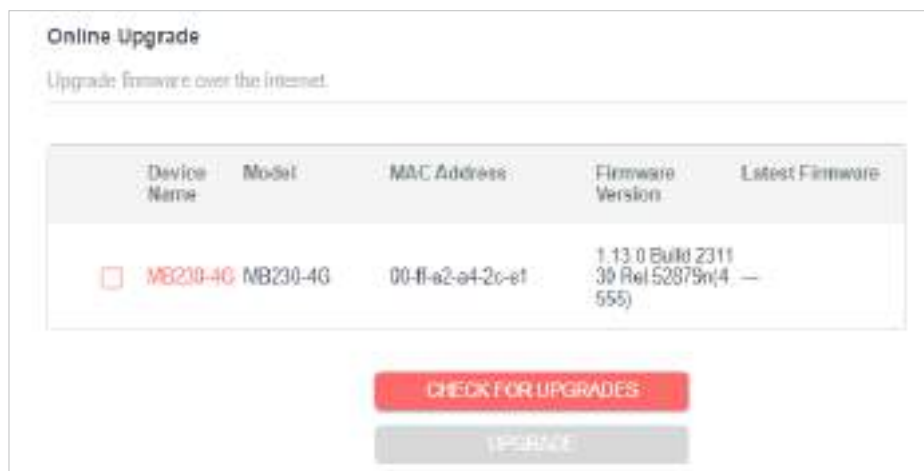 Online Upgrade
Upgrade firmware over the internet.
Device Name
Model
MAC Address
Firmware Version
Latest Firmware
MB230-4G
MB230-4G
00-ff-a2-a4-2c-e1
1.13.0 Build 2311
30 Rel.52879n(4
555)
---
CHECK FOR UPGRADES
UPGRADE